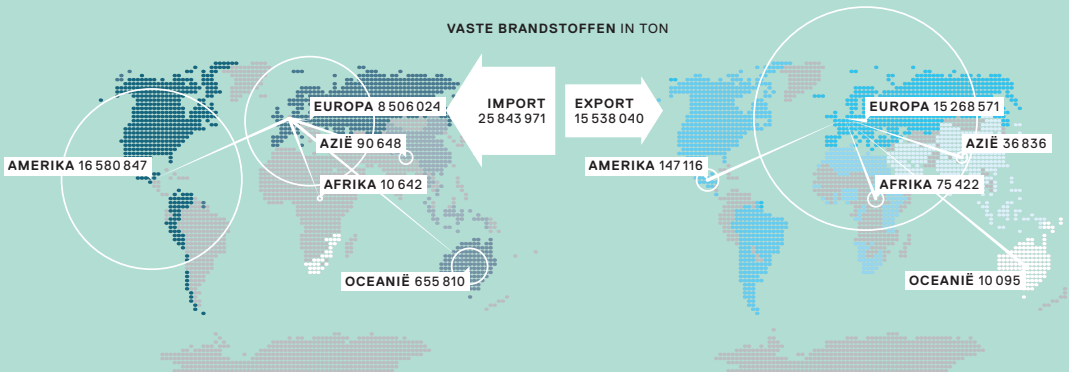 VASTE BRANDSTOFFEN IN TON
IMPORT
25 843 971
EXPORT
15 538 040
EUROPA 8 506 024
AZIË 90 648
AMERIKA 16 580 847
AFRIKA 10 642
OCEANIË 655 810
EUROPA 15 268 571
AZIË 36 836
AMERIKA 147 116
AFRIKA 75 422
OCEANIË 10 095